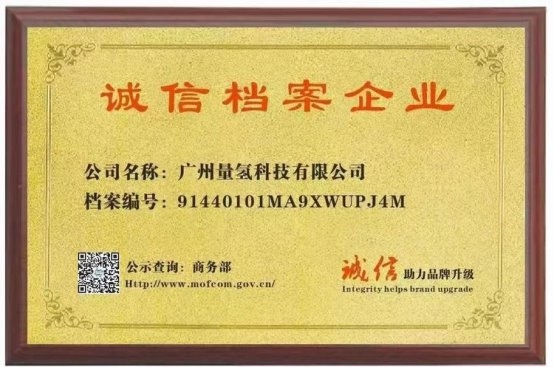 诚信档案企业
公司名称：广州量氢科技有限公司
档案编号：91440101MA9XWUPJ4M
公示查询：商务部
Http://www.mofcom.gov.cn/
诚信 助力品牌升级
Integrity helps brand upgrade